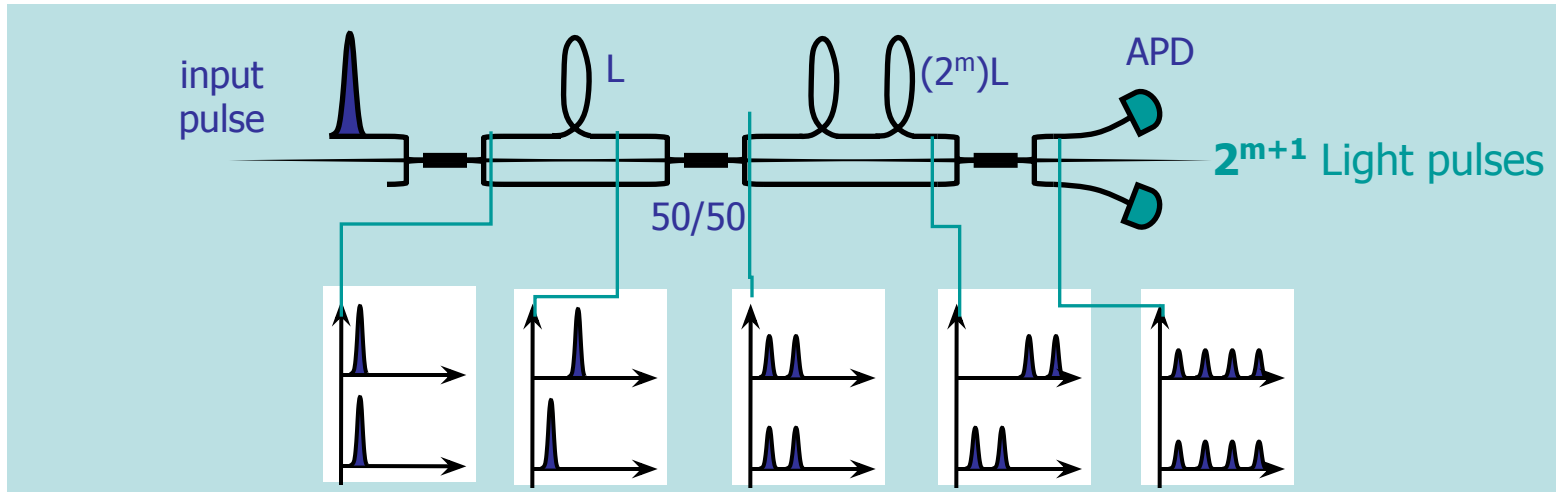 input
pulse
L
(2ᵐ)L
APD
2ᵐ⁺¹ Light pulses
50/50